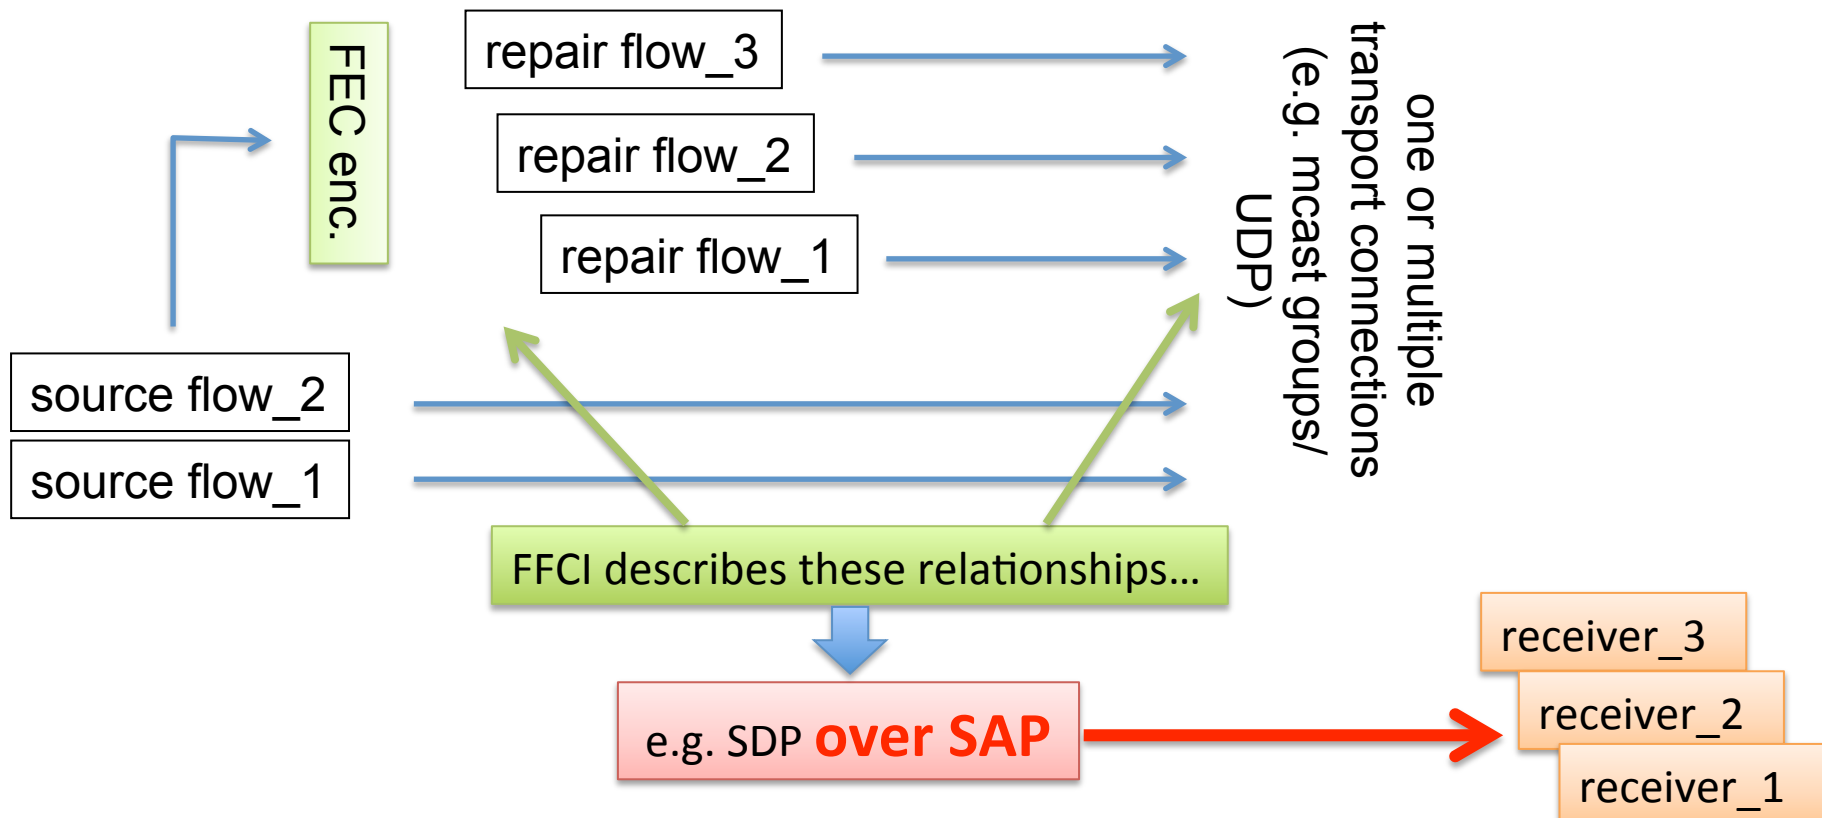 FEC enc.
repair flow_3
repair flow_2
repair flow_1
one or multiple
transport connections
(e.g. mcast groups/
UDP)
source flow_2
source flow_1
FFCI describes these relationships…
e.g. SDP over SAP
receiver_3
receiver_2
receiver_1